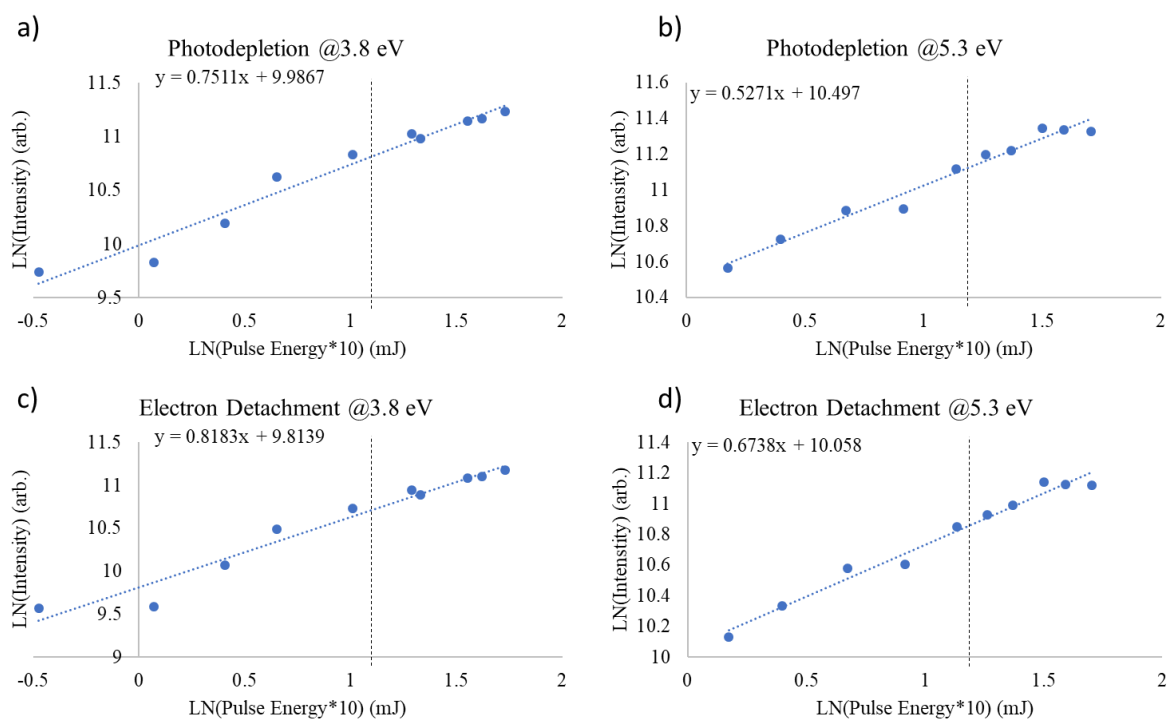 a)
Photodepletion @3.8 eV
y = 0.7511x + 9.9867
LN(Intensity) (arb.)
11.5
11
10.5
10
9.5
-0.5 0 0.5 1 1.5 2
LN(Pulse Energy*10) (mJ)
b)
Photodepletion @5.3 eV
y = 0.5271x + 10.497
LN(Intensity) (arb.)
11.6
11.4
11.2
11
10.8
10.6
10.4
0 0.5 1 1.5 2
LN(Pulse Energy*10) (mJ)
c)
Electron Detachment @3.8 eV
y = 0.8183x + 9.8139
LN(Intensity) (arb.)
11.5
11
10.5
10
9.5
9
-0.5 0 0.5 1 1.5 2
LN(Pulse Energy*10) (mJ)
d)
Electron Detachment @5.3 eV
y = 0.6738x + 10.058
LN(Intenstity) (arb.)
11.4
11.2
11
10.8
10.6
10.4
10.2
10
0 0.5 1 1.5 2
LN(Pulse Energy*10) (mJ)